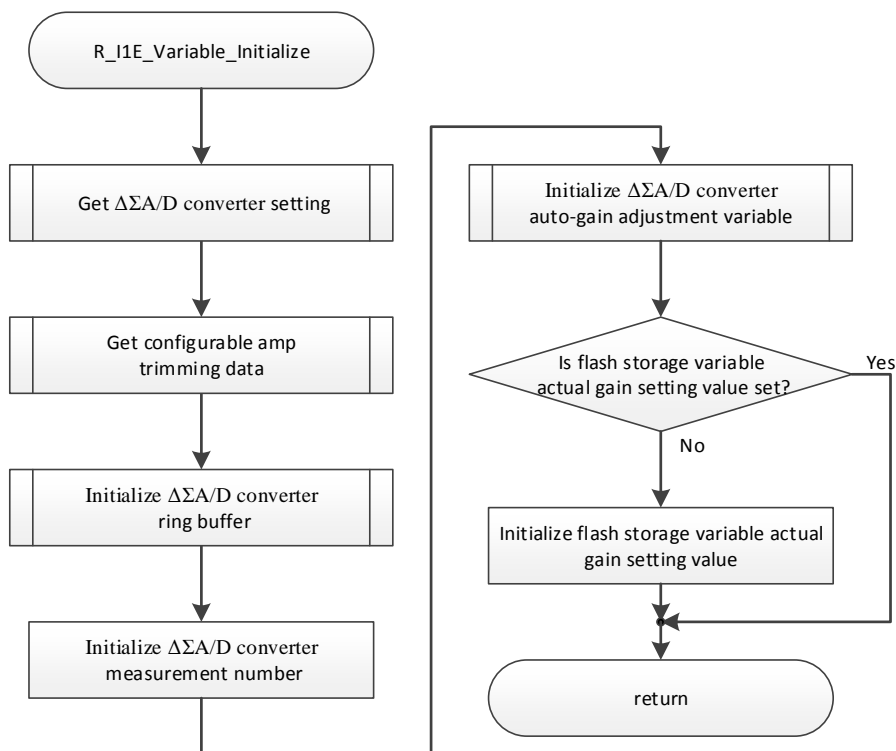 R_I1E_Variable_Initialize
Get ΔΣA/D converter setting
Get configurable amp
trimming data
Initialize ΔΣA/D converter
ring buffer
Initialize ΔΣA/D converter
measurement number
Initialize ΔΣA/D converter
auto-gain adjustment variable
Is flash storage variable
actual gain setting value set?
Yes
No
Initialize flash storage variable actual
gain setting value
return